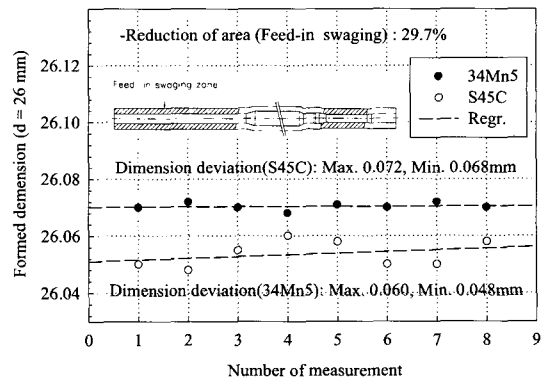 -Reduction of area (Feed-in swaging) : 29.7%
26.12
34Mn5
S45C
Regr.
Feed in swaging zone
26.10
Dimension deviation(S45C): Max. 0.072, Min. 0.068mm
26.08
26.06
Dimension deviation(34Mn5): Max. 0.060, Min. 0.048mm
26.04
0 1 2 3 4 5 6 7 8 9
Number of measurement
Formed demension (d = 26 mm)